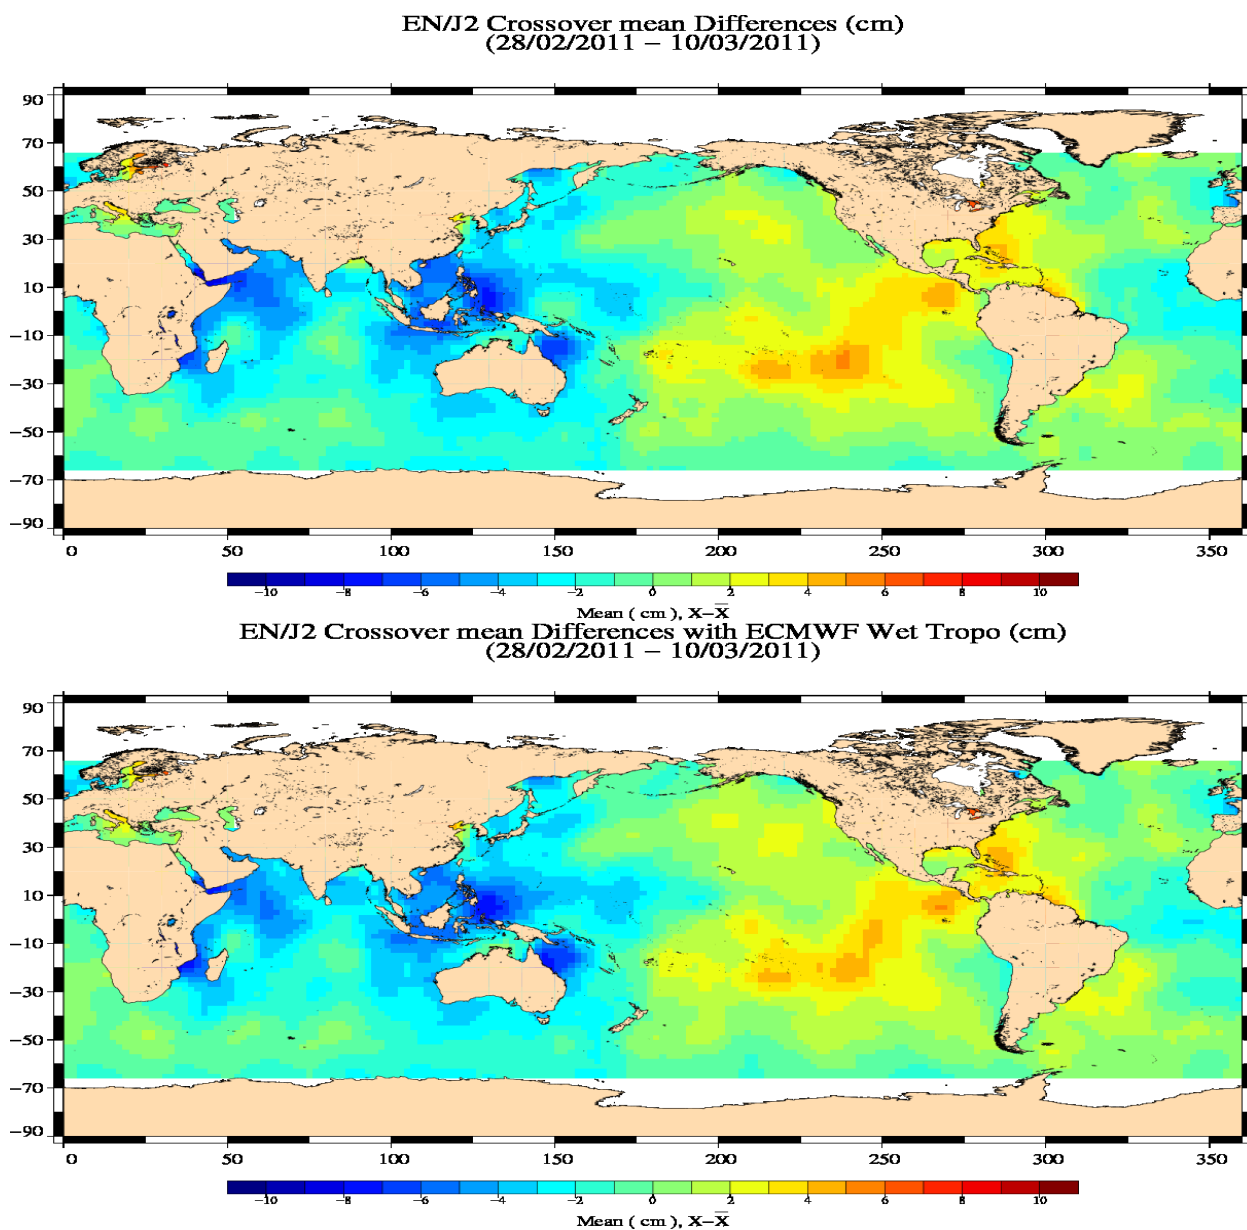 EN/J2 Crossover mean Differences (cm)
(28/02/2011 − 10/03/2011)
90
70
50
30
10
−10
−30
−50
−70
−90
0 50 100 150 200 250 300 350
−10 −8 −6 −4 −2 0 2 4 6 8 10
Mean ( cm ), X−X̅
EN/J2 Crossover mean Differences with ECMWF Wet Tropo (cm)
(28/02/2011 − 10/03/2011)
90
70
50
30
10
−10
−30
−50
−70
−90
0 50 100 150 200 250 300 350
−10 −8 −6 −4 −2 0 2 4 6 8 10
Mean ( cm ), X−X̅